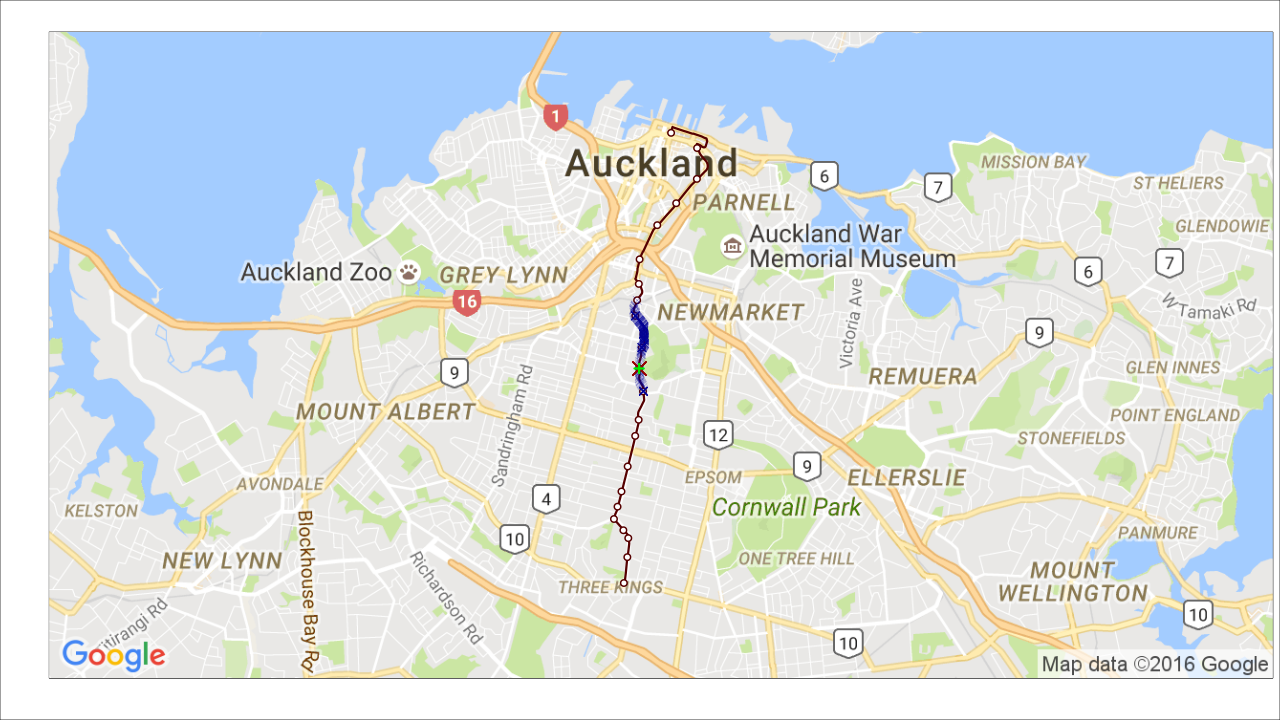 1
Auckland
MISSION BAY
6
7
ST HELIERS
PARNELL
GLENDOWIE
Auckland War
Memorial Museum
Auckland Zoo
GREY LYNN
6
7
16
NEWMARKET
W Tamaki Rd
Victoria Ave
9
9
REMUERA
GLEN INNES
Sandringham Rd
MOUNT ALBERT
POINT ENGLAND
12
STONEFIELDS
9
EPSOM
ELLERSLIE
AVONDALE
4
KELSTON
Cornwall Park
Blockhouse Bay Rd
10
PANMURE
NEW LYNN
Richardson Rd
ONE TREE HILL
THREE KINGS
MOUNT
WELLINGTON
Titirangi Rd
10
10
Google
Map data ©2016 Google